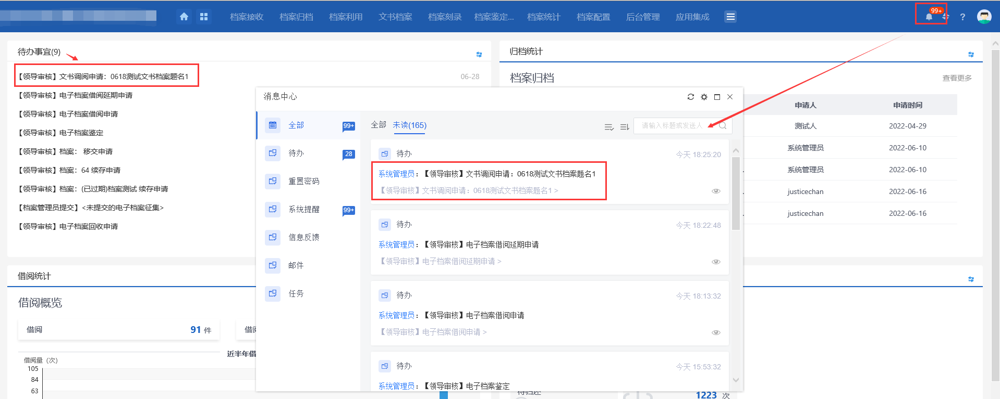 档案接收 档案归档 档案利用 文书档案 档案刻录 档案鉴定... 档案统计 档案配置 后台管理 应用集成
99+
?
待办事宜(9)
【领导审核】文书调阅申请：0618测试文书档案题名1 06-28
【领导审核】电子档案借阅延期申请
【领导审核】电子档案借阅申请
【领导审核】电子档案鉴定
【领导审核】档案： 移交申请
【领导审核】档案：64 续存申请
【领导审核】档案：(已过期)档案测试 续存申请
【档案管理员提交】<未提交的电子档案征集>
【领导审核】电子档案回收申请
归档统计
档案归档 查看更多
申请人 申请时间
测试人 2022-04-29
系统管理员 2022-06-10
系统管理员 2022-06-10
justicechan 2022-06-16
justicechan 2022-06-16
消息中心
全部 99+
待办 28
重置密码
系统提醒 99+
信息反馈
邮件
任务
全部 未读(165)
请输入标题或发送人
待办 今天 18:25:20
系统管理员：【领导审核】文书调阅申请：0618测试文书档案题名1
【领导审核】文书调阅申请：0618测试文书档案题名1 >
待办 今天 18:22:48
系统管理员：【领导审核】电子档案借阅延期申请
【领导审核】电子档案借阅延期申请 >
待办 今天 18:13:32
系统管理员：【领导审核】电子档案借阅申请
【领导审核】电子档案借阅申请 >
待办 今天 15:53:32
系统管理员：【领导审核】电子档案鉴定
借阅统计
借阅概览
借阅 91 件
借阅
近半年借
借阅量（次）
105
84
63
待归还
1223 次